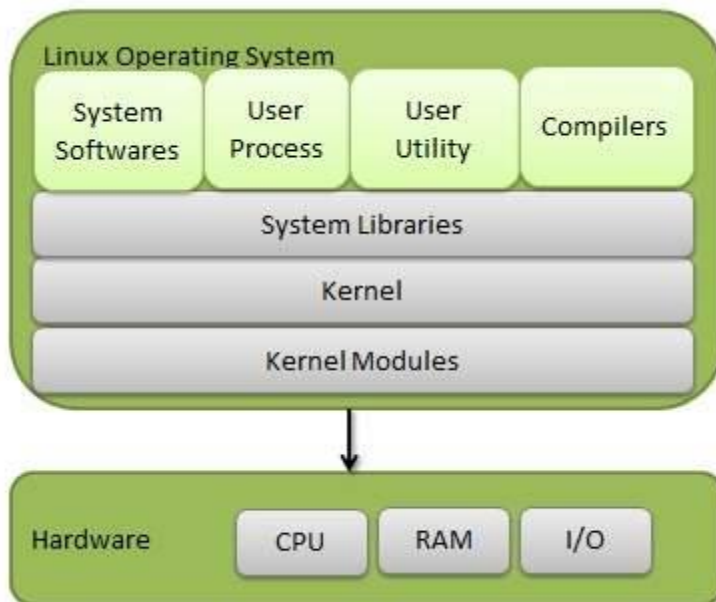 Linux Operating System
System
Softwares
User
Process
User
Utility
Compilers
System Libraries
Kernel
Kernel Modules
Hardware
CPU
RAM
I/O